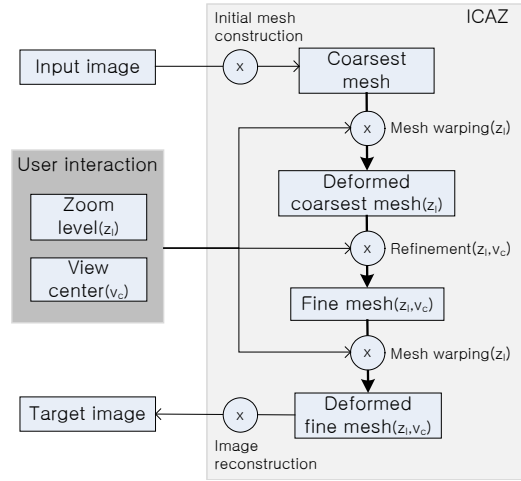 Initial mesh
construction
ICAZ
Input image
x
Coarsest
mesh
x
Mesh warping(zl)
User interaction
Zoom
level(zl)
View
center(vc)
Deformed
coarsest mesh(zl)
x
Refinement(zl,vc)
Fine mesh(zl,vc)
x
Mesh warping(zl)
Target image
x
Deformed
fine mesh(zl,vc)
Image
reconstruction